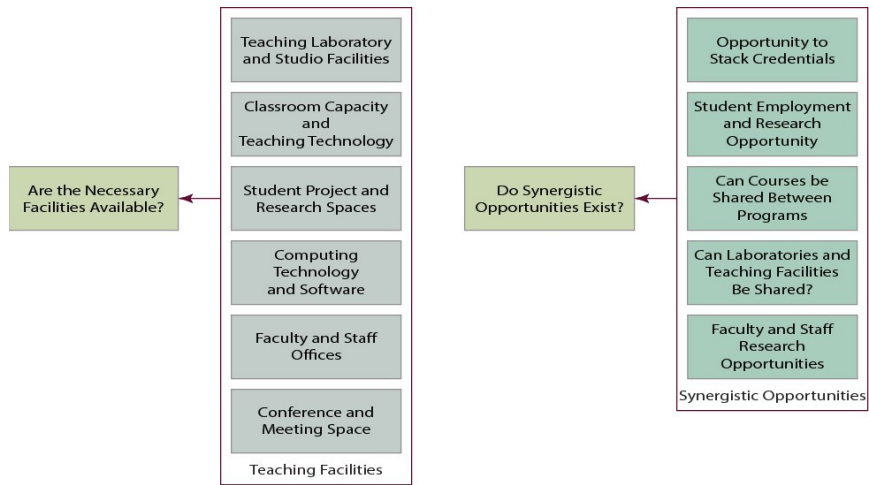 Are the Necessary
Facilities Available?
Teaching Laboratory
and Studio Facilities
Classroom Capacity
and
Teaching Technology
Student Project and
Research Spaces
Computing
Technology
and Software
Faculty and Staff
Offices
Conference and
Meeting Space
Teaching Facilities
Do Synergistic
Opportunities Exist?
Opportunity to
Stack Credentials
Student Employment
and Research
Opportunity
Can Courses be
Shared Between
Programs
Can Laboratories and
Teaching Facilities
Be Shared?
Faculty and Staff
Research
Opportunities
Synergistic Opportunities